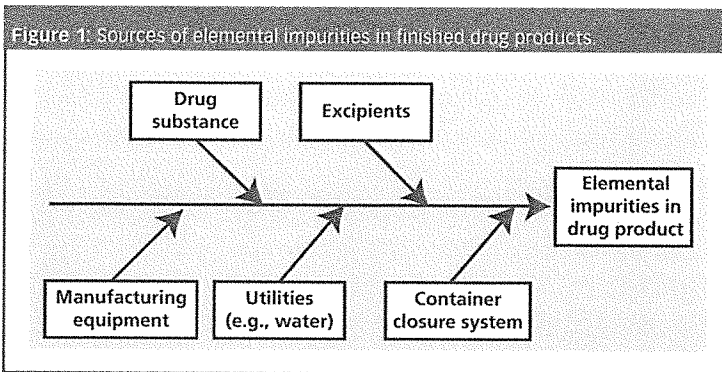 Figure 1: Sources of elemental impurities in finished drug products.
Drug
substance
Excipients
Elemental
impurities in
drug product
Manufacturing
equipment
Utilities
(e.g., water)
Container
closure system